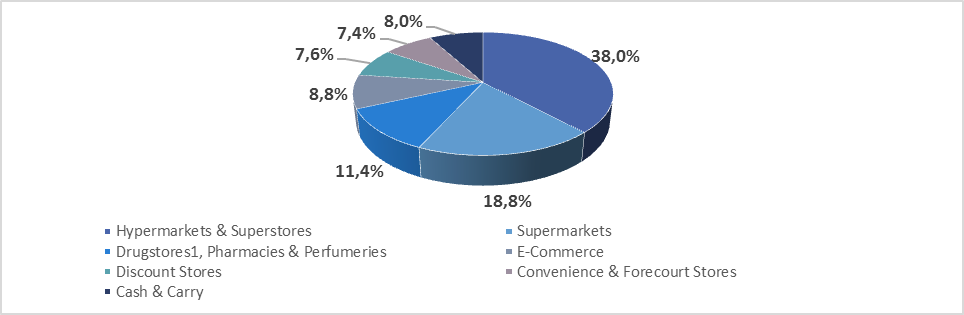 8,0%
7,4%
38,0%
7,6%
8,8%
11,4%
18,8%
Hypermarkets & Superstores
Supermarkets
Drugstores1, Pharmacies & Perfumeries
E-Commerce
Discount Stores
Convenience & Forecourt Stores
Cash & Carry